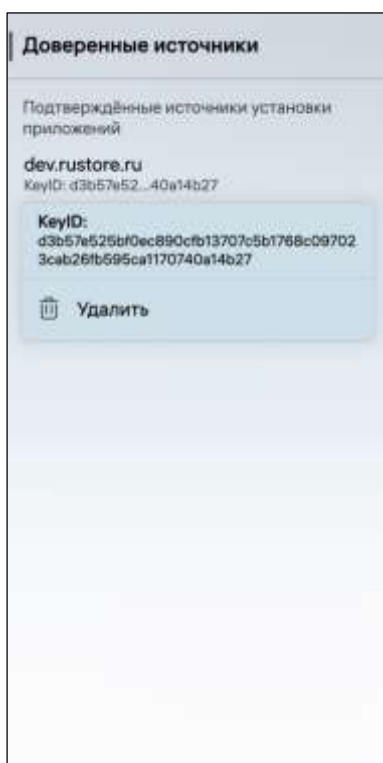 Доверенные источники
Подтверждённые источники установки
приложений
dev.rustore.ru
KeyID: d3b57e52...40a14b27
KeyID:
d3b57e525bf0ec890cfb13707c5b1768c09702
3cab26fb595ca1170740a14b27
Удалить